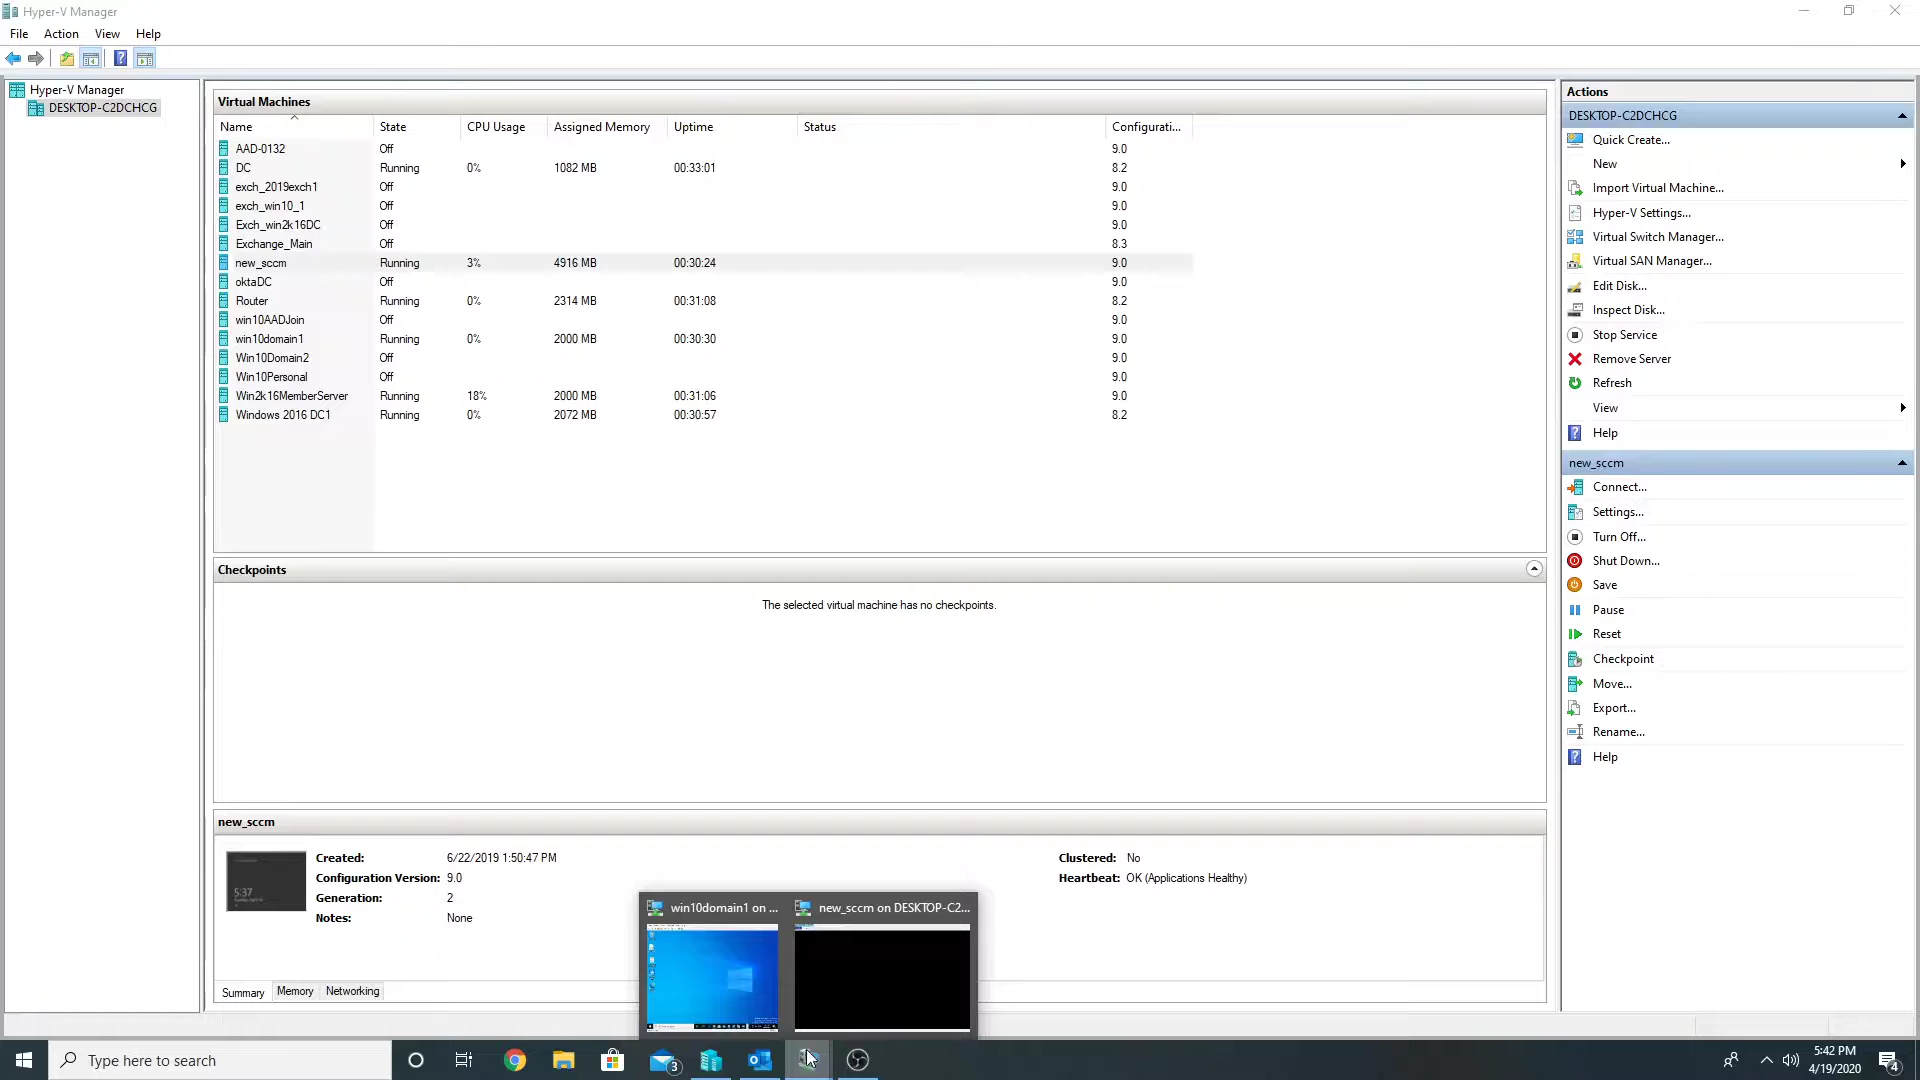 Hyper-V Manager
File Action View Help
Hyper-V Manager
DESKTOP-C2DCHCG
Virtual Machines
Name State CPU Usage Assigned Memory Uptime Status Configurati...
AAD-0132 Off 9.0
DC Running 0% 1082 MB 00:33:01 8.2
exch_2019exch1 Off 9.0
exch_win10_1 Off 9.0
Exch_win2k16DC Off 9.0
Exchange_Main Off 8.3
new_sccm Running 3% 4916 MB 00:30:24 9.0
oktaDC Off 9.0
Router Running 0% 2314 MB 00:31:08 8.2
win10AADJoin Off 9.0
win10domain1 Running 0% 2000 MB 00:30:30 9.0
Win10Domain2 Off 9.0
Win10Personal Off 9.0
Win2k16MemberServer Running 18% 2000 MB 00:31:06 9.0
Windows 2016 DC1 Running 0% 2072 MB 00:30:57 8.2
Checkpoints
The selected virtual machine has no checkpoints.
new_sccm
5:37
Created: 6/22/2019 1:50:47 PM
Configuration Version: 9.0
Generation: 2
Notes: None
Clustered: No
Heartbeat: OK (Applications Healthy)
Summary Memory Networking
Actions
DESKTOP-C2DCHCG
Quick Create...
New
Import Virtual Machine...
Hyper-V Settings...
Virtual Switch Manager...
Virtual SAN Manager...
Edit Disk...
Inspect Disk...
Stop Service
Remove Server
Refresh
View
Help
new_sccm
Connect...
Settings...
Turn Off...
Shut Down...
Save
Pause
Reset
Checkpoint
Move...
Export...
Rename...
Help
win10domain1 on ...
new_sccm on DESKTOP-C2...
Type here to search
3
5:42 PM
4/19/2020
4